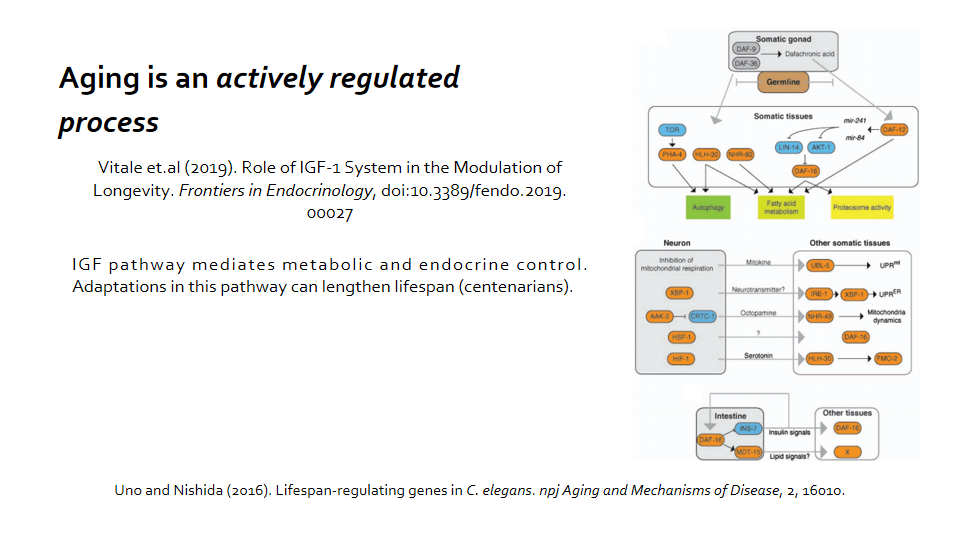 Aging is an actively regulated
process
Vitale et.al (2019). Role of IGF-1 System in the Modulation of
Longevity. Frontiers in Endocrinology, doi:10.3389/fendo.2019.
00027
IGF pathway mediates metabolic and endocrine control.
Adaptations in this pathway can lengthen lifespan (centenarians).
Somatic gonad
DAF-9
DAF-36
Dafachronic acid
Germline
Somatic tissues
TOR
PHA-4
HLH-30
NHR-80
LIN-14
AKT-1
mir-241
mir-84
DAF-12
DAF-16
Autophagy
Fatty acid
metabolism
Proteosome activity
Neuron
Other somatic tissues
Inhibition of
mitochondrial respiration
Mitokine
UBL-5
UPRmt
XBP-1
Neurotransmitter?
IRE-1
XBP-1
UPRER
AAK-2
CRTC-1
Octopamine
NHR-49
Mitochondria
dynamics
HSF-1
?
DAF-16
HIF-1
Serotonin
HLH-30
FMO-2
Intestine
Other tissues
DAF-16
INS-7
MDT-15
Insulin signals
Lipid signals?
DAF-16
X
Uno and Nishida (2016). Lifespan-regulating genes in C. elegans. npj Aging and Mechanisms of Disease, 2, 16010.